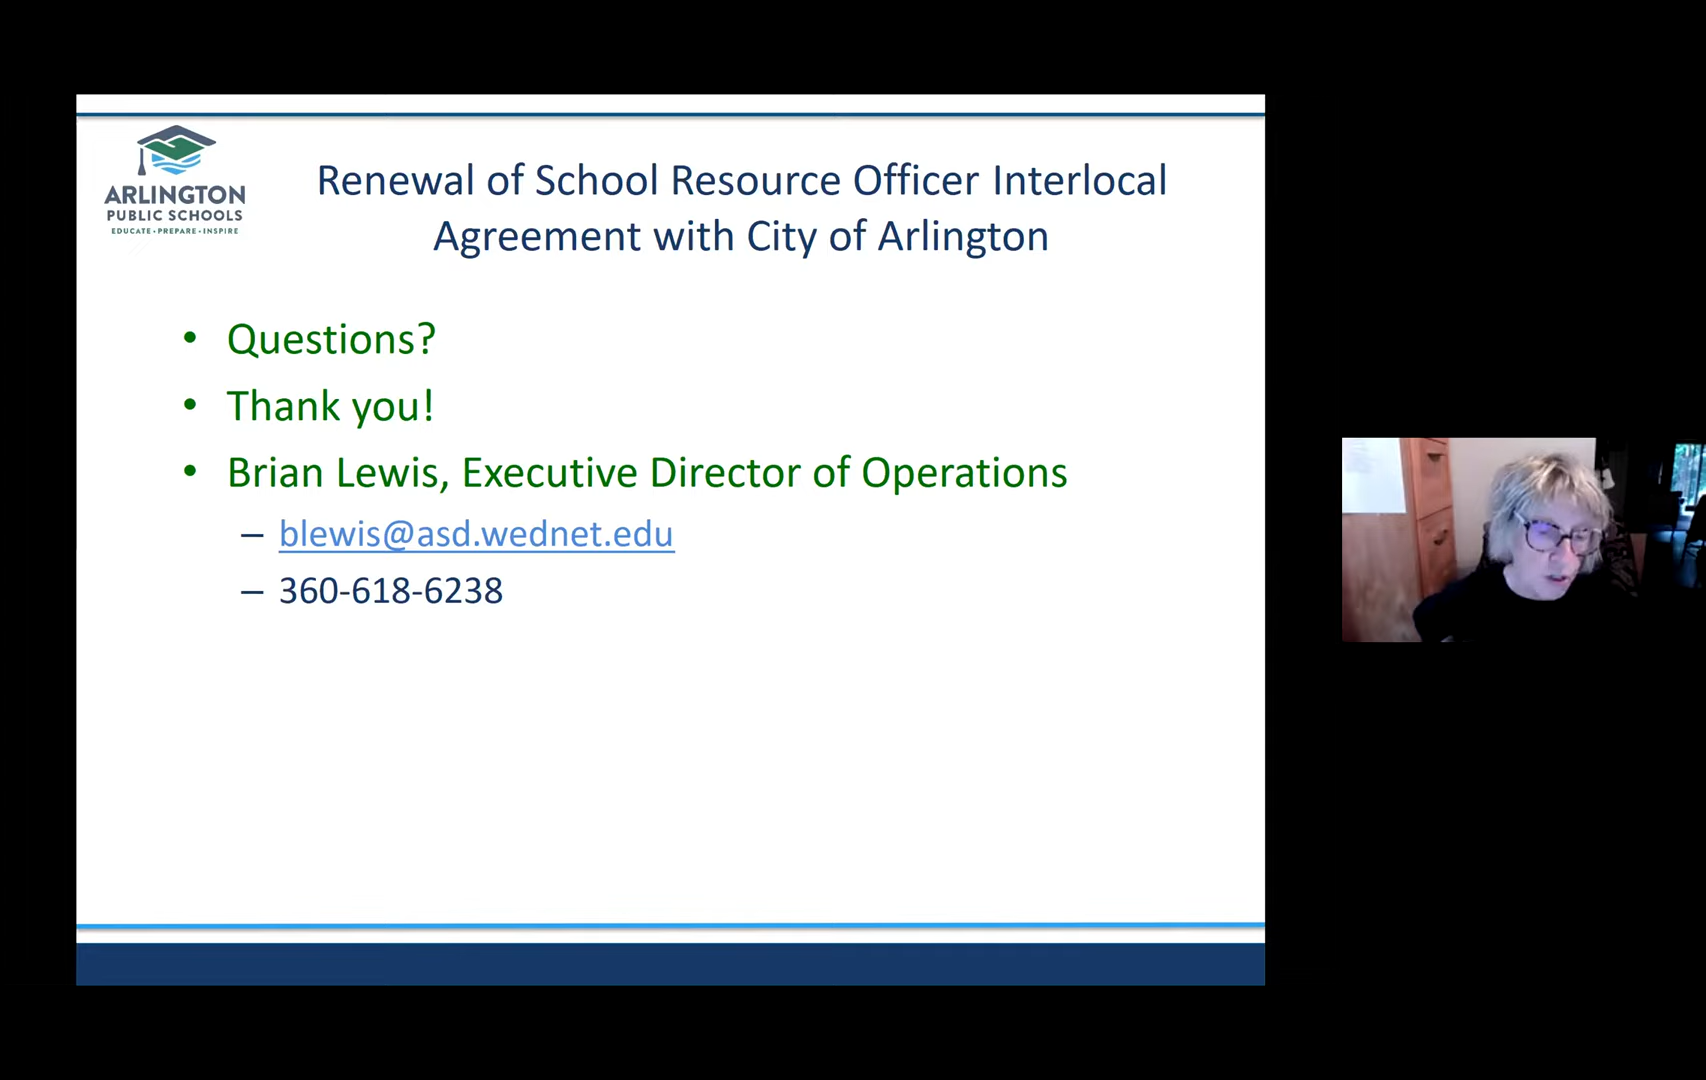 ARLINGTON
PUBLIC SCHOOLS
EDUCATE • PREPARE • INSPIRE
Renewal of School Resource Officer Interlocal
Agreement with City of Arlington
• Questions?
• Thank you!
• Brian Lewis, Executive Director of Operations
– blewis@asd.wednet.edu
– 360-618-6238